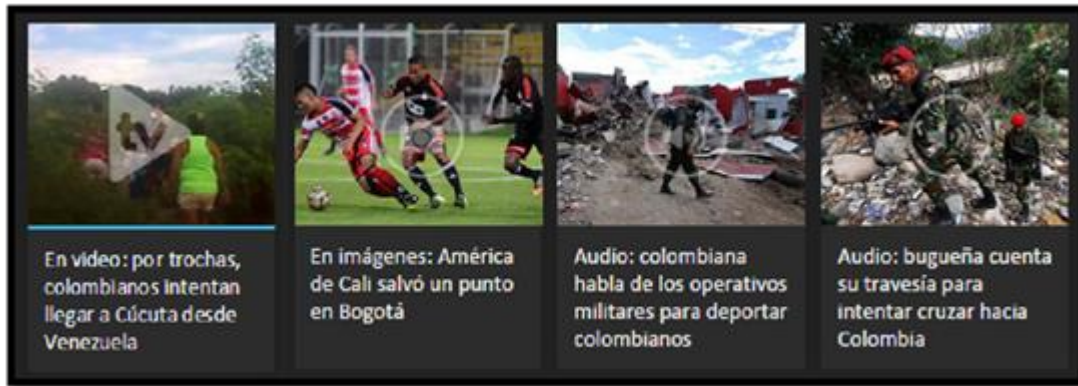 tv
En video: por trochas,
colombianos intentan
llegar a Cúcuta desde
Venezuela
En imágenes: América
de Cali salvó un punto
en Bogotá
Audio: colombiana
habla de los operativos
militares para deportar
colombianos
Audio: bugueña cuenta
su travesía para
intentar cruzar hacia
Colombia